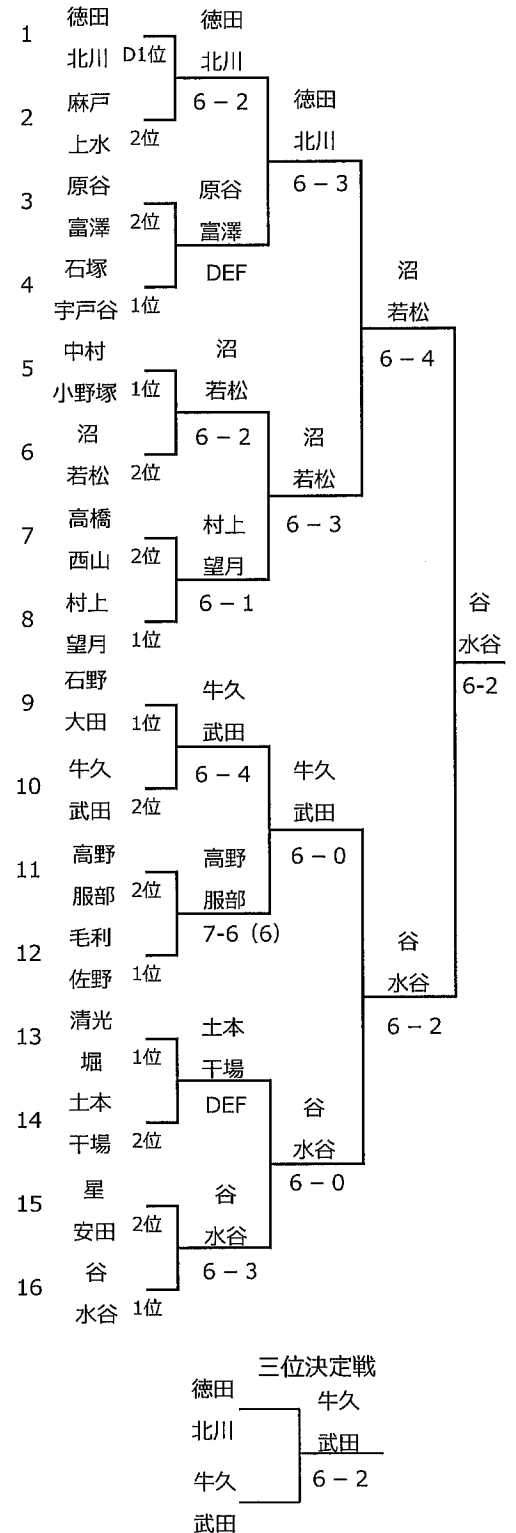 徳田 徳田
1
北川 D1位 北川
麻戸 6－2 徳田
2
上水 2位 北川
原谷 原谷 6－3
3
富澤 2位 富澤
石塚 DEF 沼
4
宇戸谷 1位 若松
中村 沼 6－4
5
小野塚 1位 若松
沼 6－2 沼
6
若松 2位 若松
高橋 村上 6－3
7
西山 2位 望月
村上 6－1 谷
8
望月 1位 水谷
石野 牛久 6-2
9
大田 1位 武田
牛久 6－4 牛久
10
武田 2位 武田
高野 高野 6－0
11
服部 2位 服部
毛利 7-6（6） 谷
12
佐野 1位 水谷
清光 土本 6－2
13
堀 1位 干場
土本 DEF 谷
14
干場 2位 水谷
星 谷 6－0
15
安田 2位 水谷
谷 6－3
16
水谷 1位
三位決定戦
徳田 牛久
北川 武田
牛久 6－2
武田